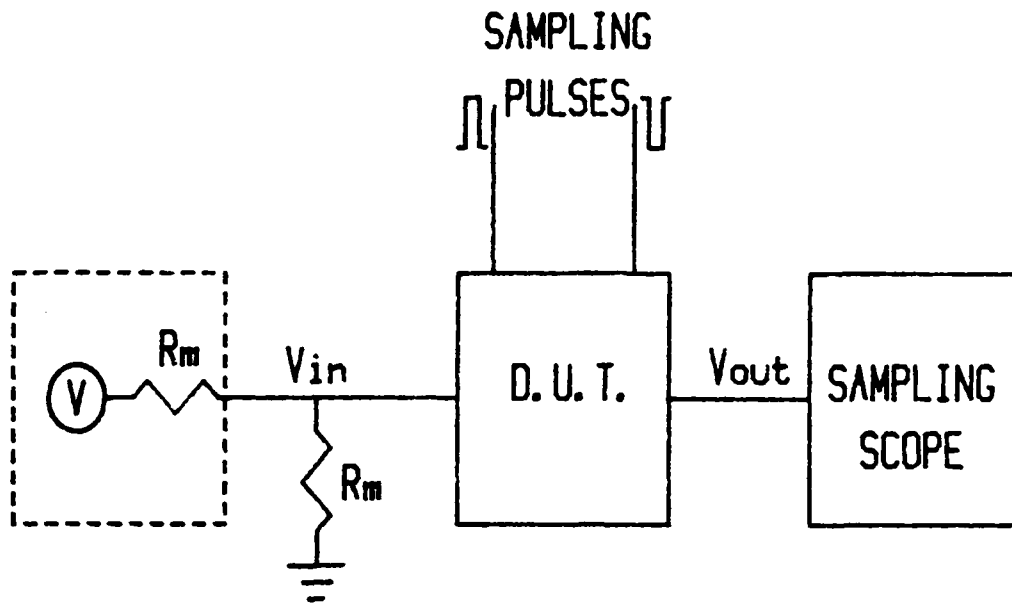 SAMPLING
PULSES
Rm
Vin
Rm
V
D.U.T.
Vout
SAMPLING
SCOPE